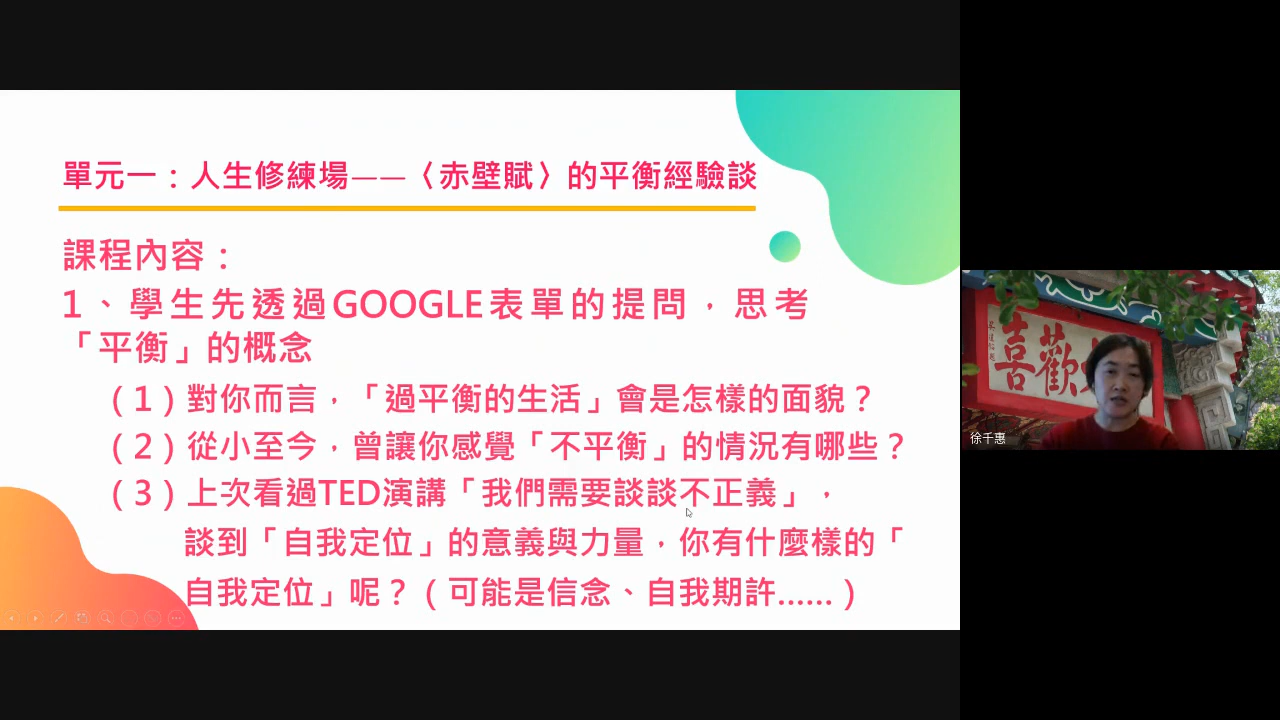 單元一：人生修練場——〈赤壁賦〉的平衡經驗談
課程內容：
1、學生先透過GOOGLE表單的提問，思考
「平衡」的概念
（1）對你而言，「過平衡的生活」會是怎樣的面貌？
（2）從小至今，曾讓你感覺「不平衡」的情況有哪些？
（3）上次看過TED演講「我們需要談談不正義」，
談到「自我定位」的意義與力量，你有什麼樣的「
自我定位」呢？（可能是信念、自我期許……）
喜歡
徐千惠